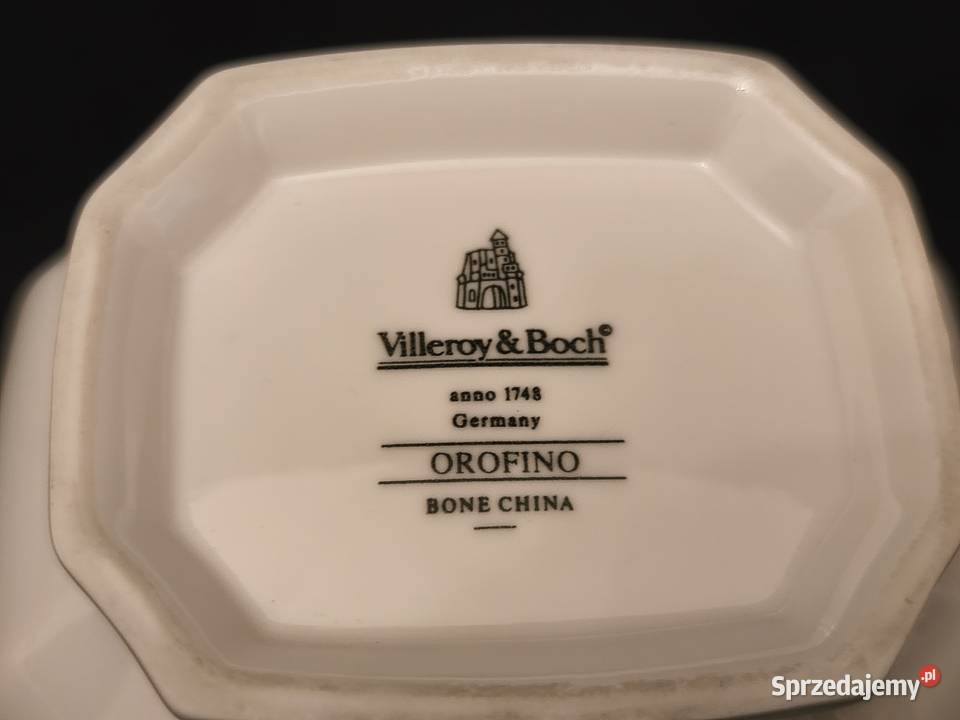 Villeroy & Boch©
anno 1748
Germany
OROFINO
BONE CHINA
Sprzedajemy.pl